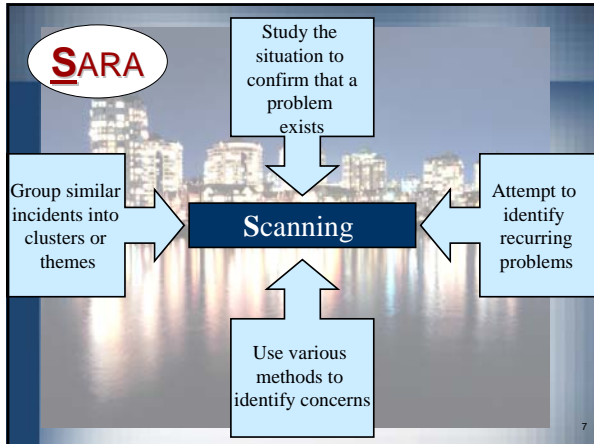 SARA
Study the
situation to
confirm that a
problem
exists
Group similar
incidents into
clusters or
themes
Scanning
Attempt to
identify
recurring
problems
Use various
methods to
identify concerns
7